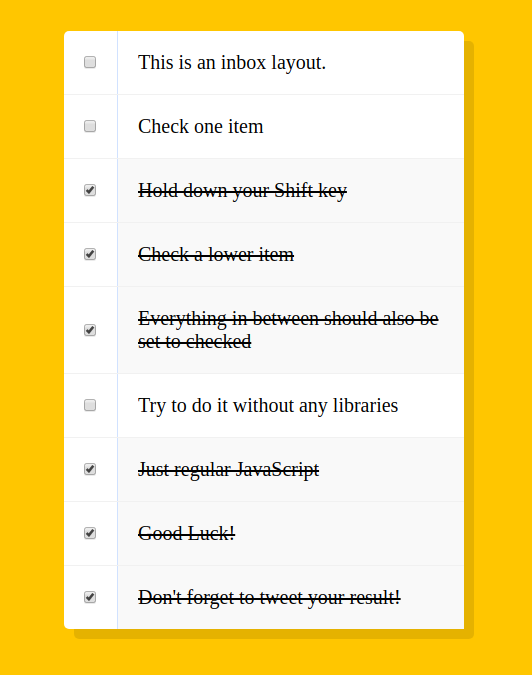 This is an inbox layout.
Check one item
Hold down your Shift key
Check a lower item
Everything in between should also be
set to checked
Try to do it without any libraries
Just regular JavaScript
Good Luck!
Don't forget to tweet your result!